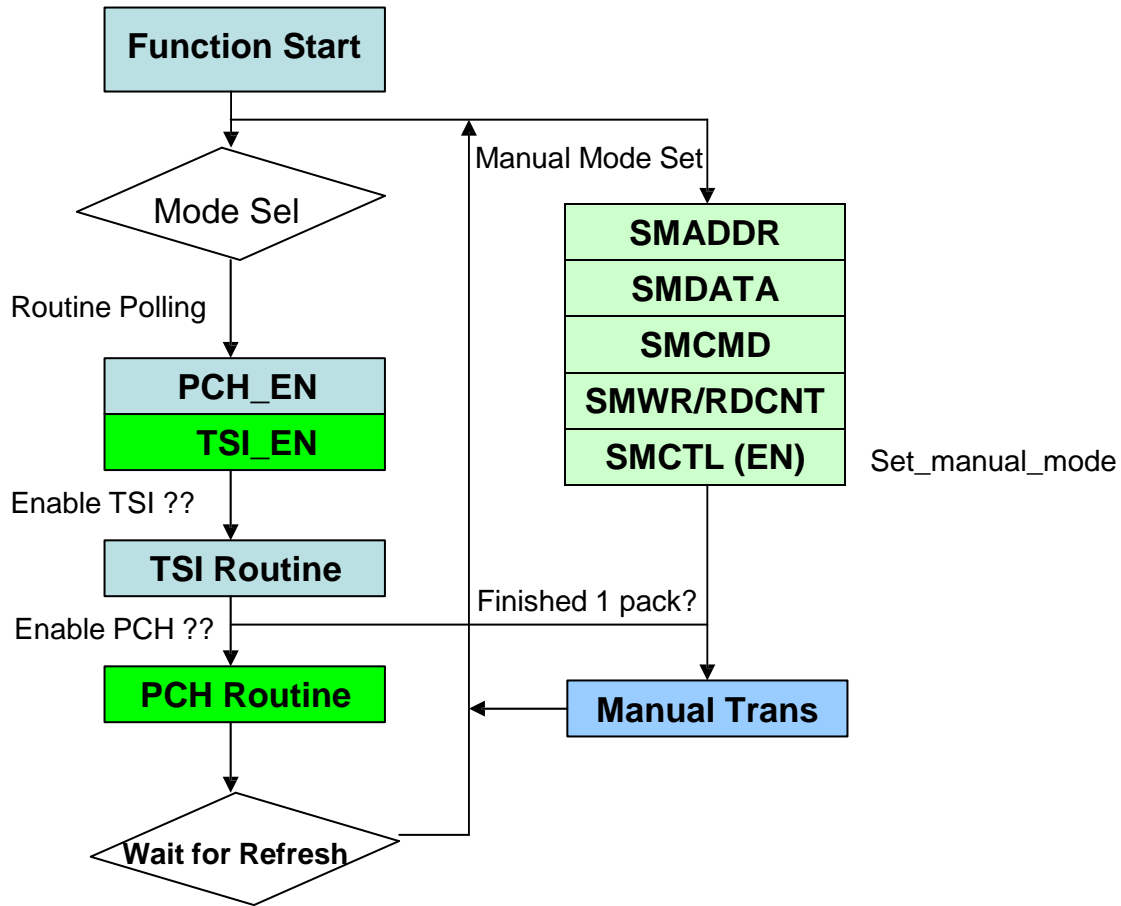 Function Start
Manual Mode Set
Mode Sel
SMADDR
SMDATA
Routine Polling
SMCMD
PCH_EN
SMWR/RDCNT
TSI_EN
SMCTL (EN)
Set_manual_mode
Enable TSI ??
TSI Routine
Finished 1 pack?
Enable PCH ??
PCH Routine
Manual Trans
Wait for Refresh